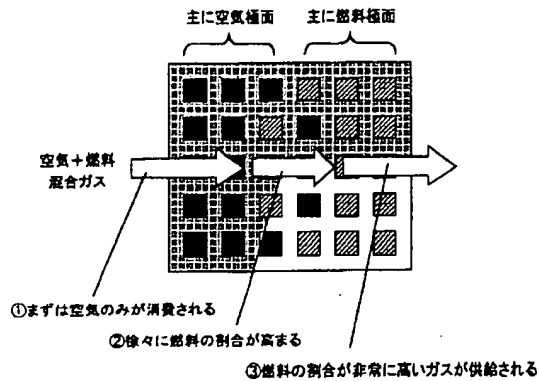 主に空気極面
主に燃料極面
空気+燃料
混合ガス
①まずは空気のみが消費される
②徐々に燃料の割合が高まる
③燃料の割合が非常に高いガスが供給される